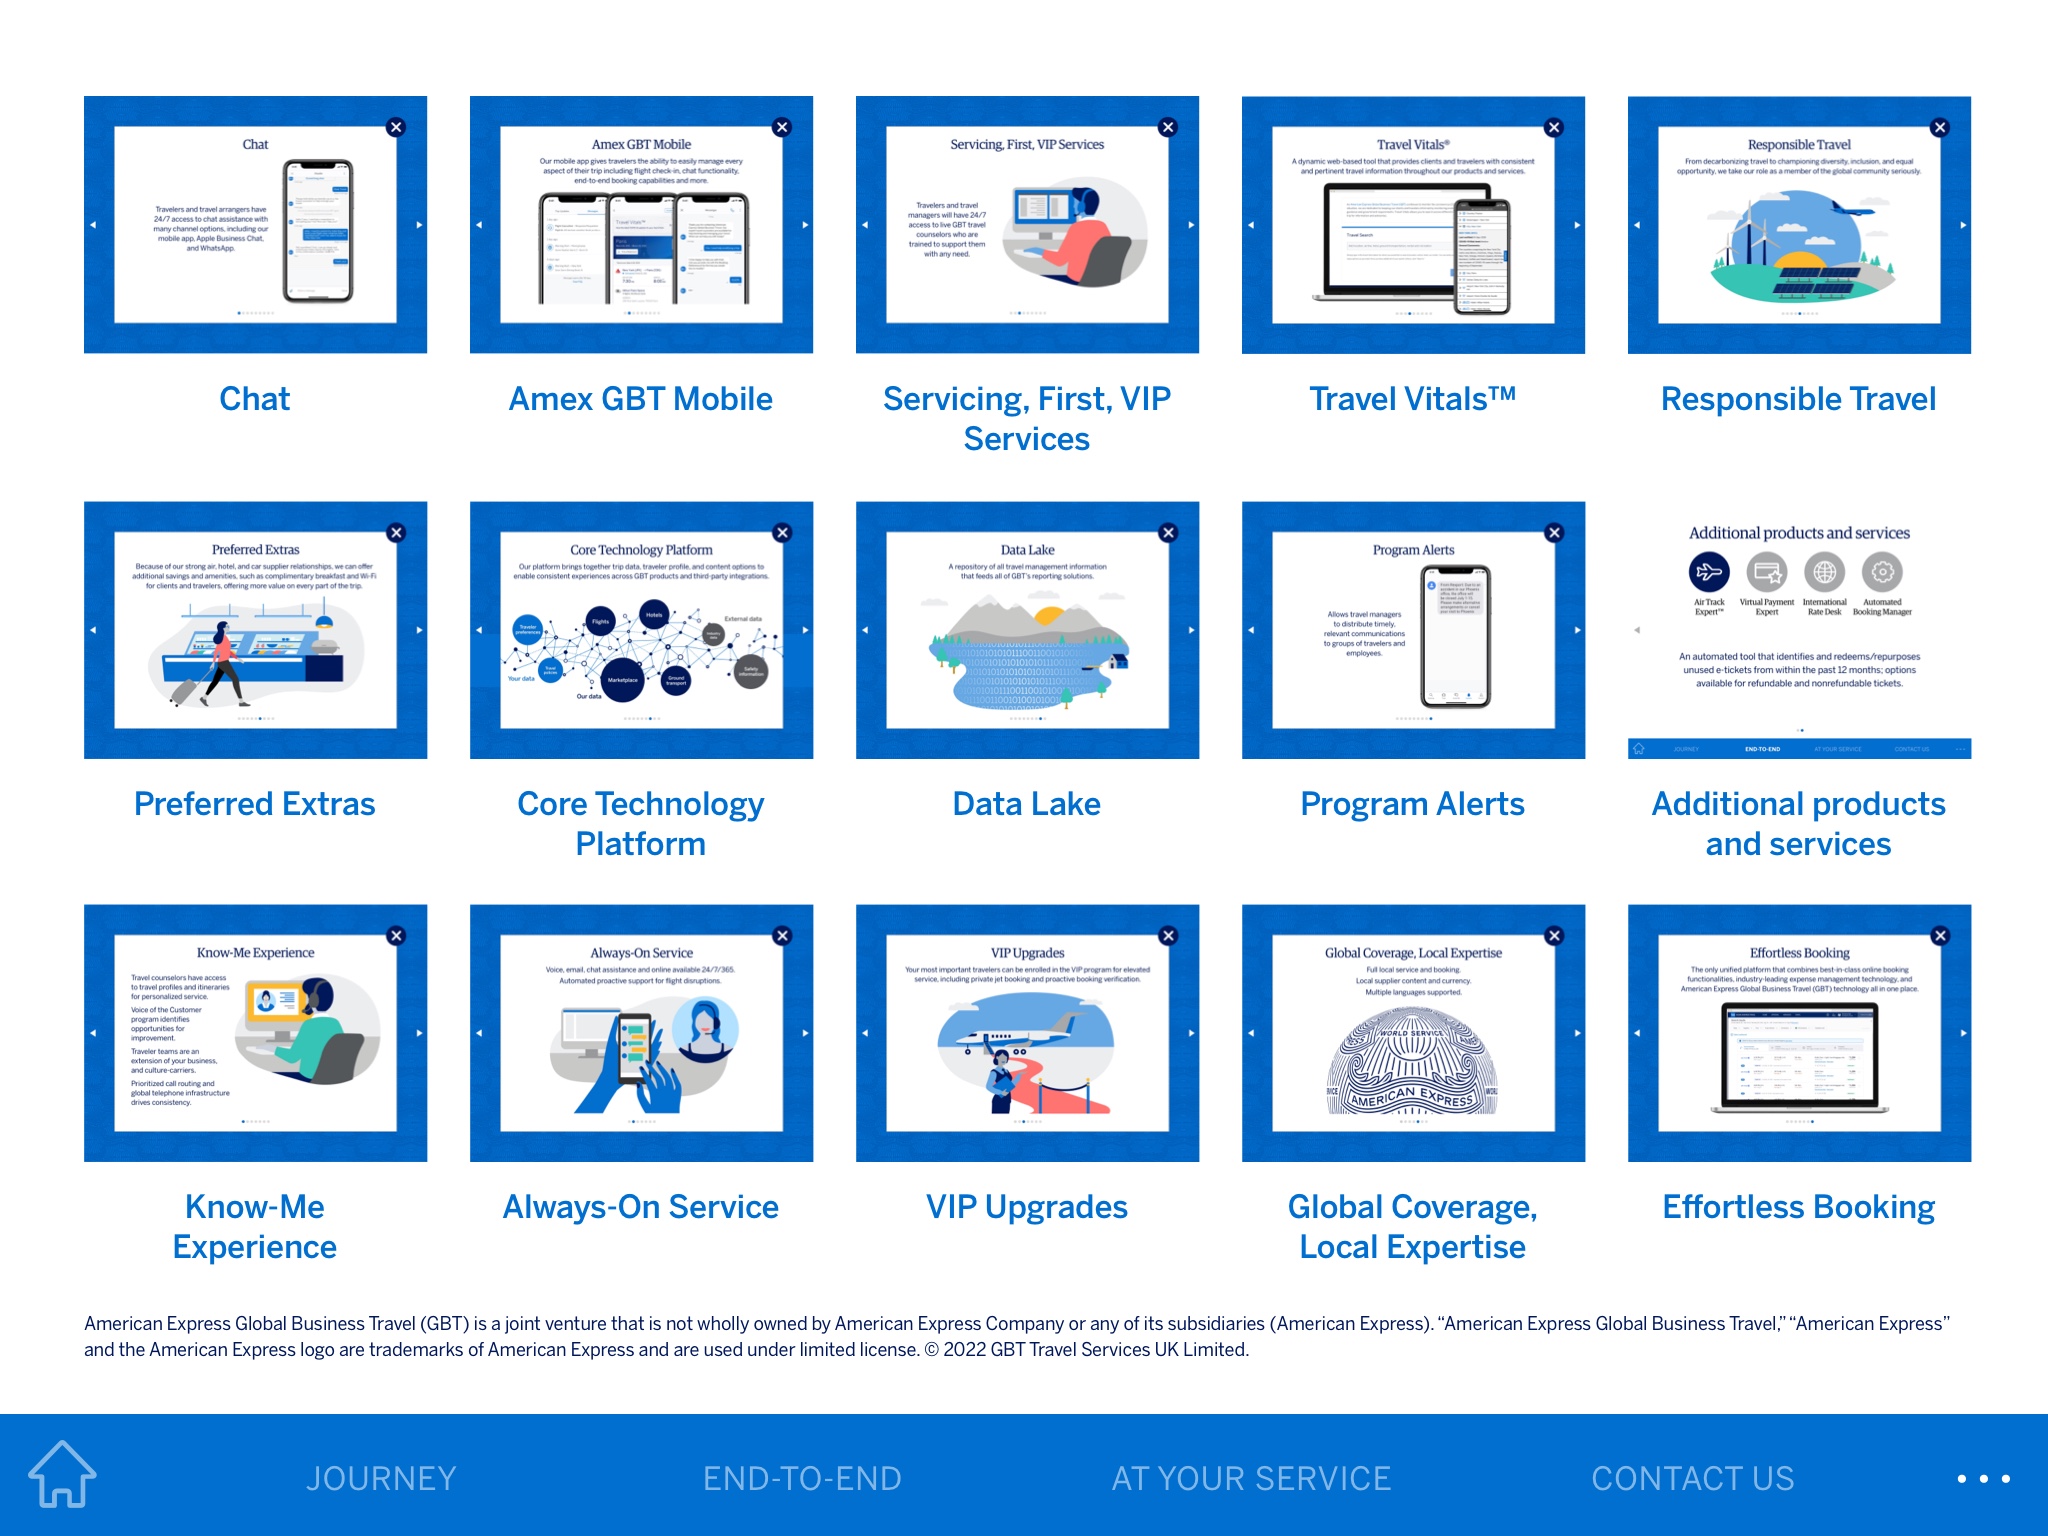 Chat
Travelers and travel arrangers have
24/7 access to chat assistance with
many channel options, including our
mobile app, Apple Business Chat,
and WhatsApp.
Chat
Amex GBT Mobile
Our mobile app gives travelers the ability to easily manage every
aspect of their trip including flight check-in, chat functionality,
end-to-end booking capabilities and more.
Travel Vitals™
Amex GBT Mobile
Servicing, First, VIP Services
Travelers and travel
managers will have 24/7
access to live GBT travel
counselors who are
trained to support them
with any need.
Servicing, First, VIP
Services
Travel Vitals®
A dynamic web-based tool that provides clients and travelers with consistent
and pertinent travel information throughout our products and services.
Travel Search
Travel Vitals™
Responsible Travel
From decarbonizing travel to championing diversity, inclusion, and equal
opportunity, we take our role as a member of the global community seriously.
Responsible Travel
Preferred Extras
Because of our strong air, hotel, and car supplier relationships, we can offer
additional savings and amenities, such as complimentary breakfast and Wi-Fi
for clients and travelers, offering more value on every part of the trip.
Preferred Extras
Core Technology Platform
Our platform brings together trip data, traveler profile, and content options to
enable consistent experiences across GBT products and third-party integrations.
Traveler
preferences
Flights
Hotels
External data
Industry
data
Your data
Travel
policies
Marketplace
Ground
transport
Safety
information
Our data
Core Technology
Platform
Data Lake
A repository of all travel management information
that feeds all of GBT's reporting solutions.
Data Lake
Program Alerts
Allows travel managers
to distribute timely,
relevant communications
to groups of travelers and
employees.
Program Alerts
Additional products and services
Air Track
Expert™
Virtual Payment
Expert
International
Rate Desk
Automated
Booking Manager
An automated tool that identifies and redeems/repurposes
unused e-tickets from within the past 12 months; options
available for refundable and nonrefundable tickets.
JOURNEY
END-TO-END
AT YOUR SERVICE
CONTACT US
Additional products
and services
Know-Me Experience
Travel counselors have access
to travel profiles and itineraries
for personalized service.
Voice of the Customer
program identifies
opportunities for
improvement.
Traveler teams are an
extension of your business,
and culture-carriers.
Prioritized call routing and
global telephone infrastructure
drives consistency.
Know-Me
Experience
Always-On Service
Voice, email, chat assistance and online available 24/7/365.
Automated proactive support for flight disruptions.
Always-On Service
VIP Upgrades
Your most important travelers can be enrolled in the VIP program for elevated
service, including private jet booking and proactive booking verification.
VIP Upgrades
Global Coverage, Local Expertise
Full local service and booking.
Local supplier content and currency.
Multiple languages supported.
WORLD SERVICE
AMERICAN EXPRESS
Global Coverage,
Local Expertise
Effortless Booking
The only unified platform that combines best-in-class online booking
functionalities, industry-leading expense management technology, and
American Express Global Business Travel (GBT) technology all in one place.
Effortless Booking
American Express Global Business Travel (GBT) is a joint venture that is not wholly owned by American Express Company or any of its subsidiaries (American Express). “American Express Global Business Travel,” “American Express”
and the American Express logo are trademarks of American Express and are used under limited license. © 2022 GBT Travel Services UK Limited.
JOURNEY
END-TO-END
AT YOUR SERVICE
CONTACT US